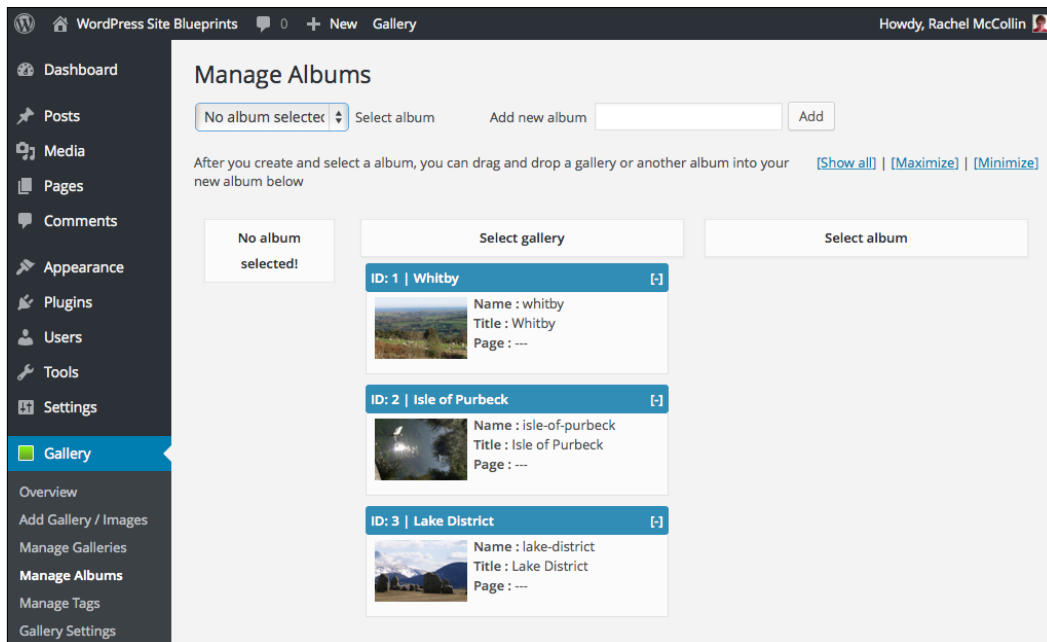 WordPress Site Blueprints 0 + New Gallery Howdy, Rachel McCollin
Dashboard
Posts
Media
Pages
Comments
Appearance
Plugins
Users
Tools
Settings
Gallery
Overview
Add Gallery / Images
Manage Galleries
Manage Albums
Manage Tags
Gallery Settings
Manage Albums
No album selected Select album Add new album Add
After you create and select a album, you can drag and drop a gallery or another album into your
new album below
[Show all] | [Maximize] | [Minimize]
No album
selected!
Select gallery
ID: 1 | Whitby [-]
Name : whitby
Title : Whitby
Page : ---
ID: 2 | Isle of Purbeck [-]
Name : isle-of-purbeck
Title : Isle of Purbeck
Page : ---
ID: 3 | Lake District [-]
Name : lake-district
Title : Lake District
Page : ---
Select album